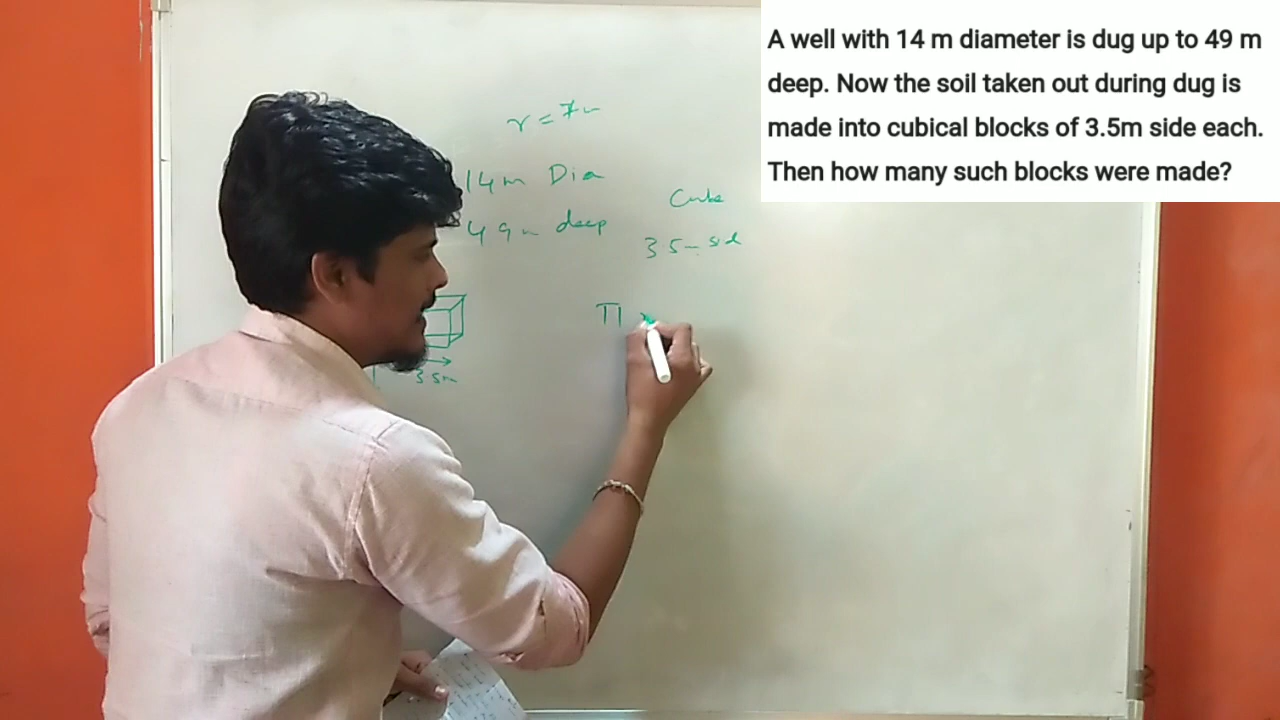 A well with 14 m diameter is dug up to 49 m
deep. Now the soil taken out during dug is
made into cubical blocks of 3.5m side each.
Then how many such blocks were made?
r = 7m
14m Dia
49m deep
Cube
3.5m side
π
3.5m